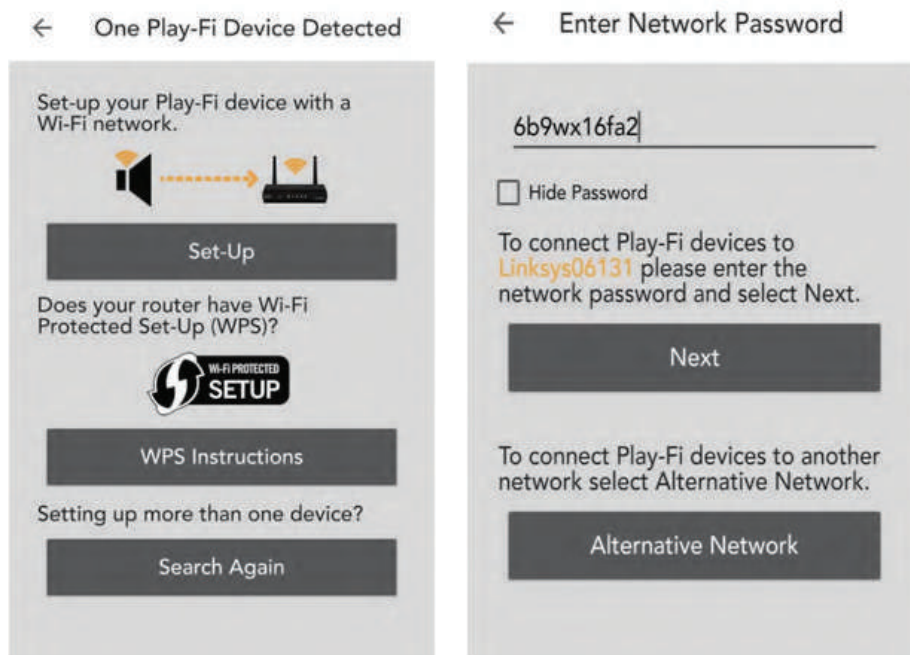 One Play-Fi Device Detected
Set-up your Play-Fi device with a
Wi-Fi network.
Set-Up
Does your router have Wi-Fi
Protected Set-Up (WPS)?
Wi-Fi PROTECTED
SETUP
WPS Instructions
Setting up more than one device?
Search Again
Enter Network Password
6b9wx16fa2
Hide Password
To connect Play-Fi devices to
Linksys06131 please enter the
network password and select Next.
Next
To connect Play-Fi devices to another
network select Alternative Network.
Alternative Network